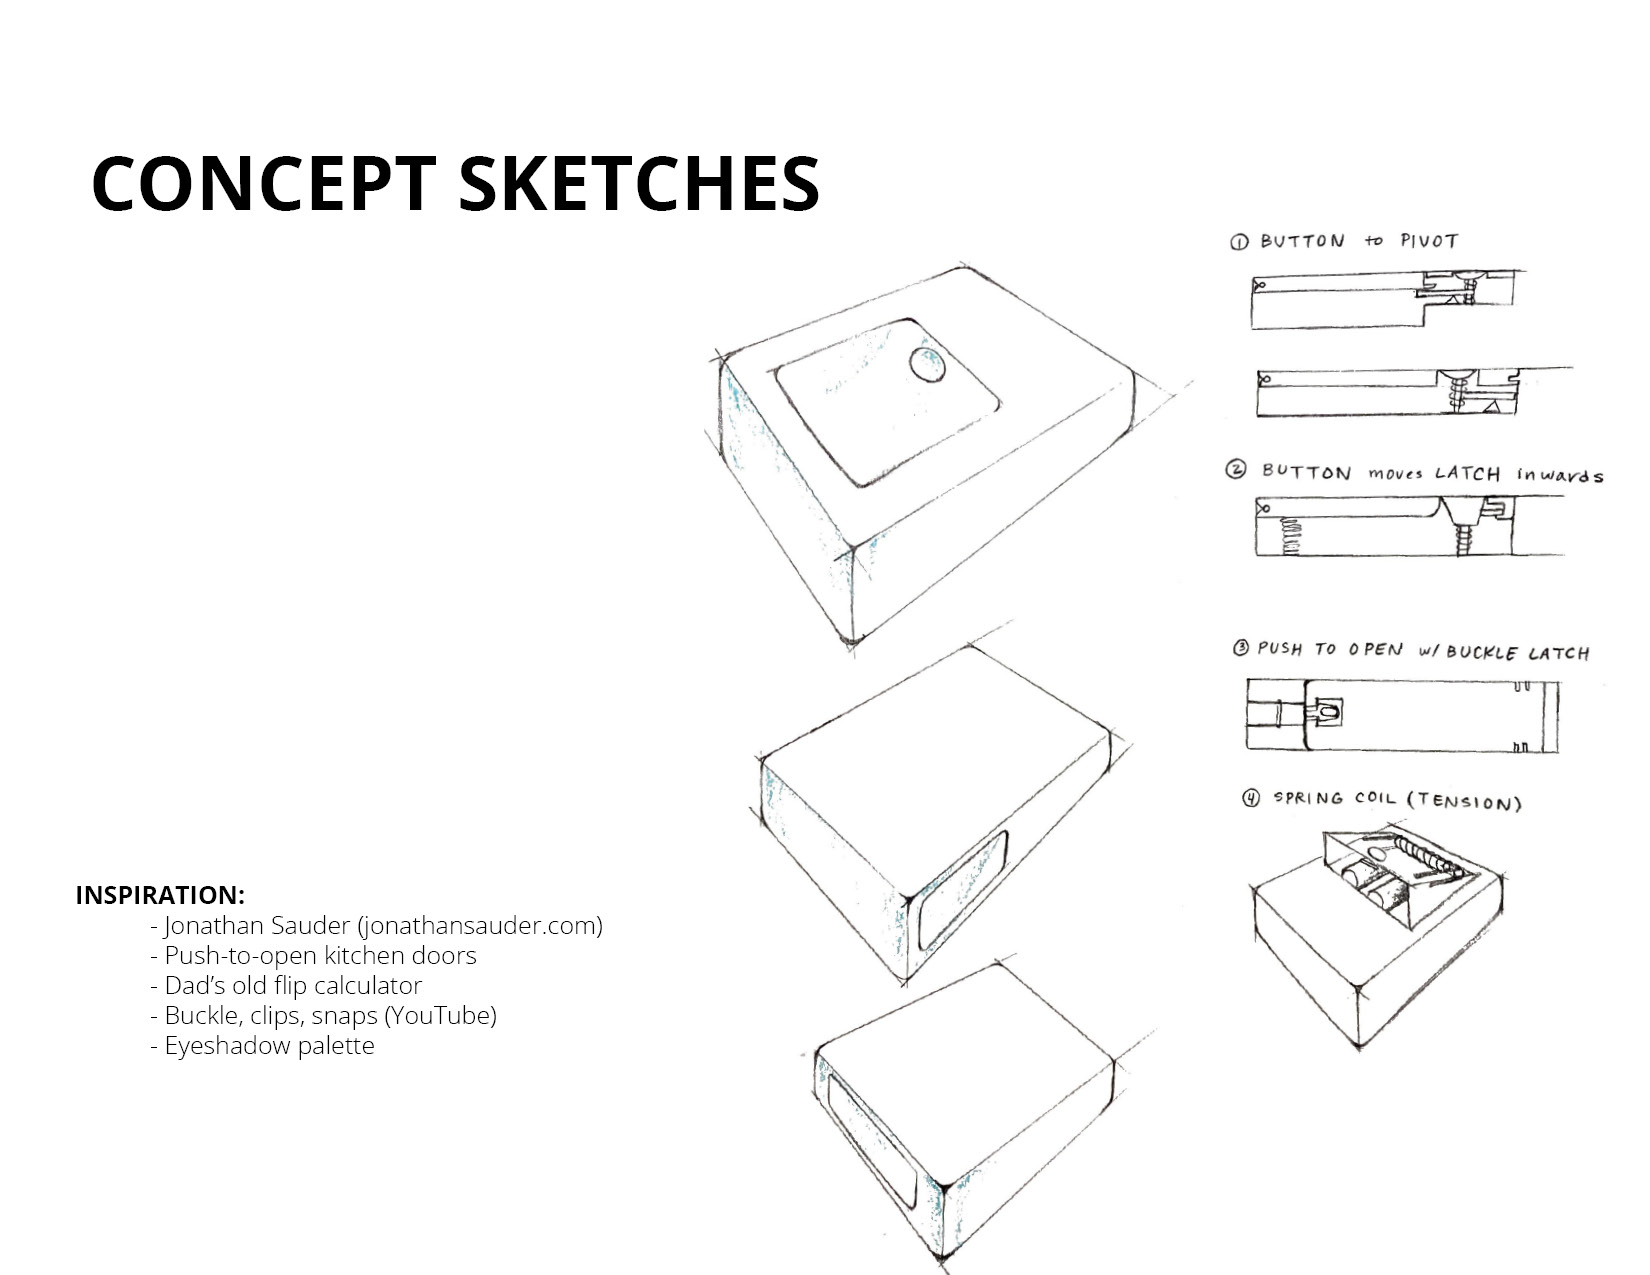 CONCEPT SKETCHES
① BUTTON to PIVOT
② BUTTON moves LATCH inwards
③ PUSH TO OPEN w/ BUCKLE LATCH
④ SPRING COIL (TENSION)
INSPIRATION:
- Jonathan Sauder (jonathansauder.com)
- Push-to-open kitchen doors
- Dad’s old flip calculator
- Buckle, clips, snaps (YouTube)
- Eyeshadow palette